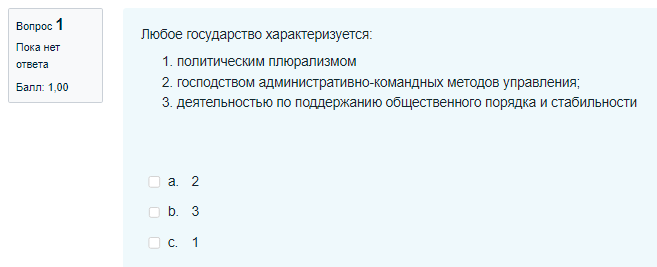 Вопрос 1
Пока нет
ответа
Балл: 1,00
Любое государство характеризуется:
1. политическим плюрализмом
2. господством административно-командных методов управления;
3. деятельностью по поддержанию общественного порядка и стабильности
a. 2
b. 3
c. 1